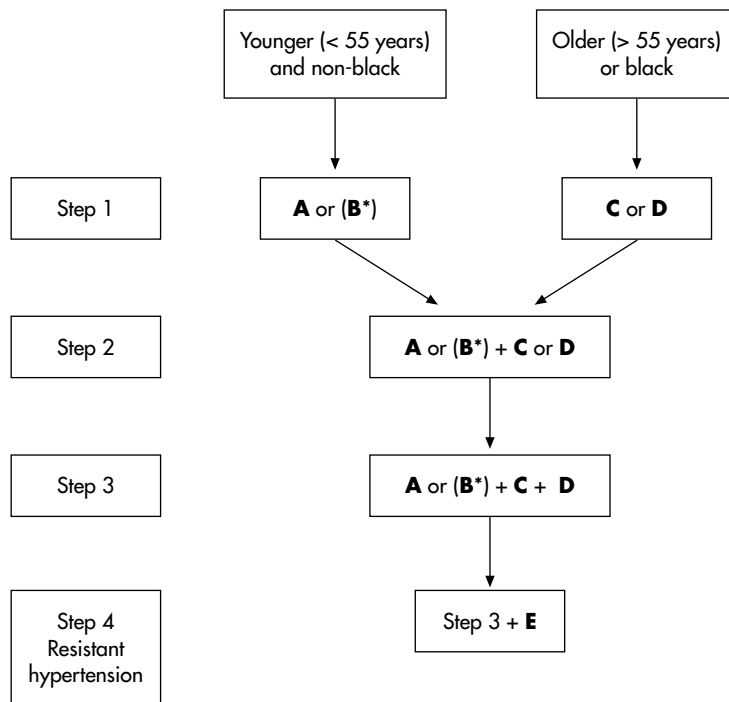 Younger (< 55 years)
and non-black
Older (> 55 years)
or black
Step 1
A or (B*)
C or D
Step 2
A or (B*) + C or D
Step 3
A or (B*) + C + D
Step 4
Resistant
hypertension
Step 3 + E